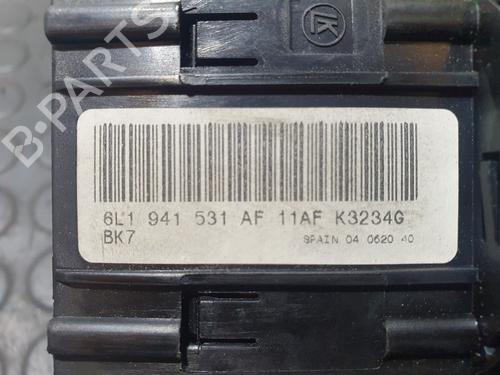 B-PARTS
6L1 941 531 AF 11AF K3234G
BK7
SPAIN 04 0620 40